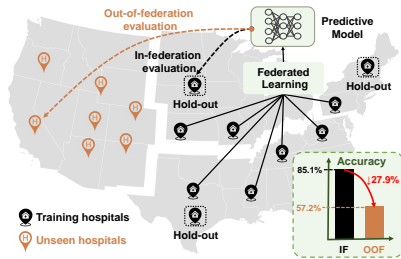 Out-of-federation
evaluation
Predictive
Model
In-federation
evaluation
Federated
Learning
Hold-out
Hold-out
Hold-out
H
H
H
H
H
H
H
Training hospitals
H
Unseen hospitals
Accuracy
85.1%
↓27.9%
57.2%
IF
OOF